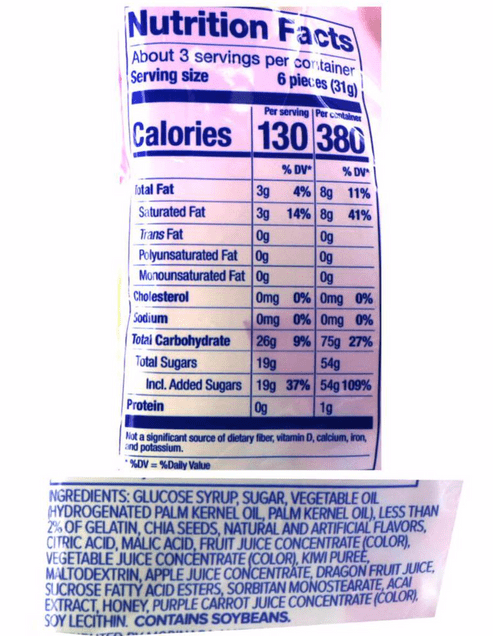 Nutrition Facts
About 3 servings per container
Serving size 6 pieces (31g)
Per serving Per container
Calories 130 380
% DV* % DV*
Total Fat 3g 4% 8g 11%
Saturated Fat 3g 14% 8g 41%
Trans Fat 0g 0g
Polyunsaturated Fat 0g 0g
Monounsaturated Fat 0g 0g
Cholesterol 0mg 0% 0mg 0%
Sodium 0mg 0% 0mg 0%
Total Carbohydrate 26g 9% 75g 27%
Total Sugars 19g 54g
Incl. Added Sugars 19g 37% 54g 109%
Protein 0g 1g
Not a significant source of dietary fiber, vitamin D, calcium, iron,
and potassium.
*%DV = %Daily Value
INGREDIENTS: GLUCOSE SYRUP, SUGAR, VEGETABLE OIL
(HYDROGENATED PALM KERNEL OIL, PALM KERNEL OIL), LESS THAN
2% OF GELATIN, CHIA SEEDS, NATURAL AND ARTIFICIAL FLAVORS,
CITRIC ACID, MALIC ACID, FRUIT JUICE CONCENTRATE (COLOR),
VEGETABLE JUICE CONCENTRATE (COLOR), KIWI PUREE,
MALTODEXTRIN, APPLE JUICE CONCENTRATE, DRAGON FRUIT JUICE,
SUCROSE FATTY ACID ESTERS, SORBITAN MONOSTEARATE, ACAI
EXTRACT, HONEY, PURPLE CARROT JUICE CONCENTRATE (COLOR),
SOY LECITHIN. CONTAINS SOYBEANS.